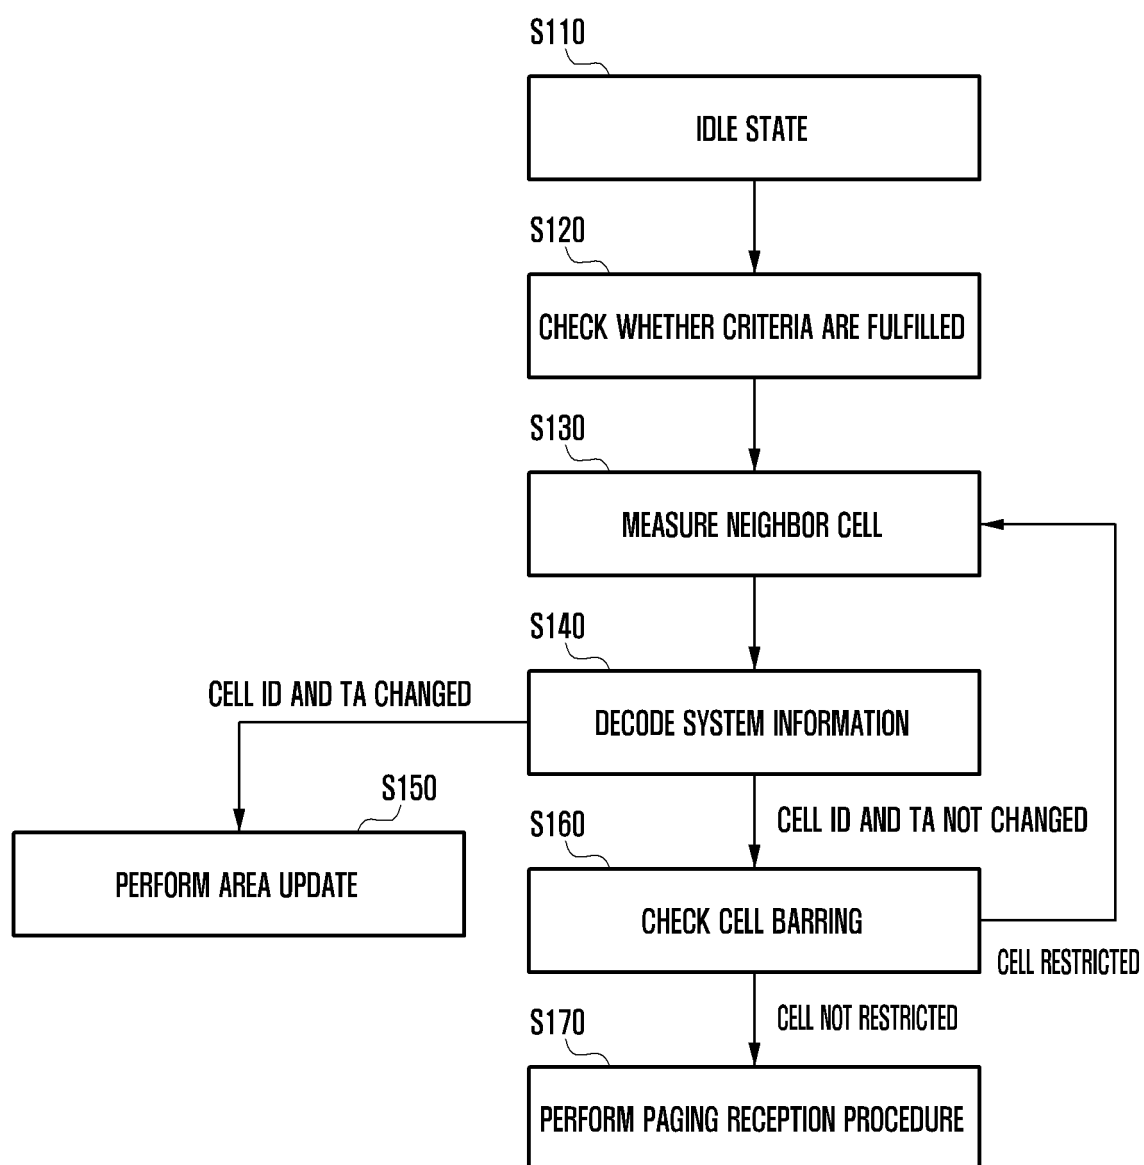 S110
IDLE STATE
S120
CHECK WHETHER CRITERIA ARE FULFILLED
S130
MEASURE NEIGHBOR CELL
S140
DECODE SYSTEM INFORMATION
CELL ID AND TA CHANGED
S150
PERFORM AREA UPDATE
CELL ID AND TA NOT CHANGED
S160
CHECK CELL BARRING
CELL RESTRICTED
CELL NOT RESTRICTED
S170
PERFORM PAGING RECEPTION PROCEDURE